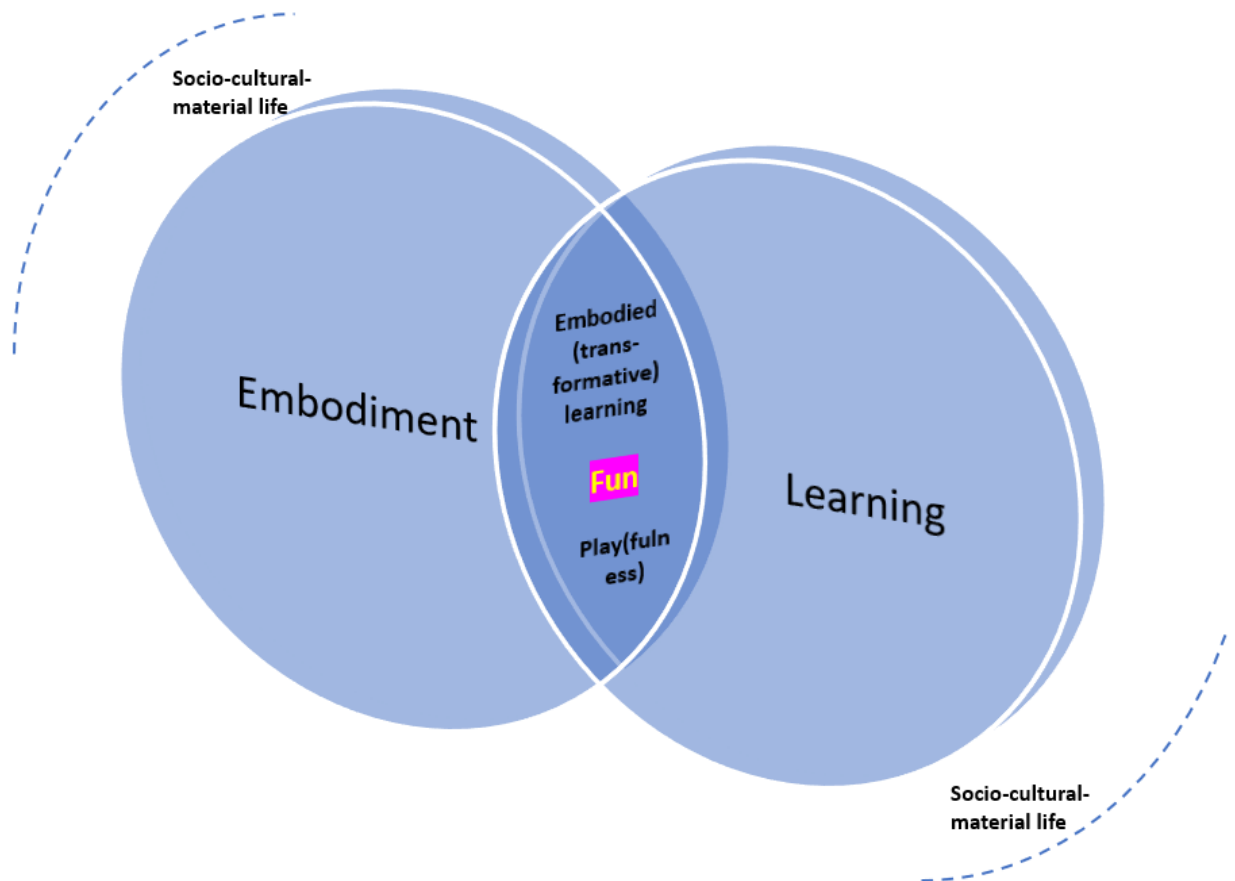 Socio-cultural-
material life
Embodied
(trans-
formative)
learning
Embodiment
Fun
Learning
Play(fuln
ess)
Socio-cultural-
material life